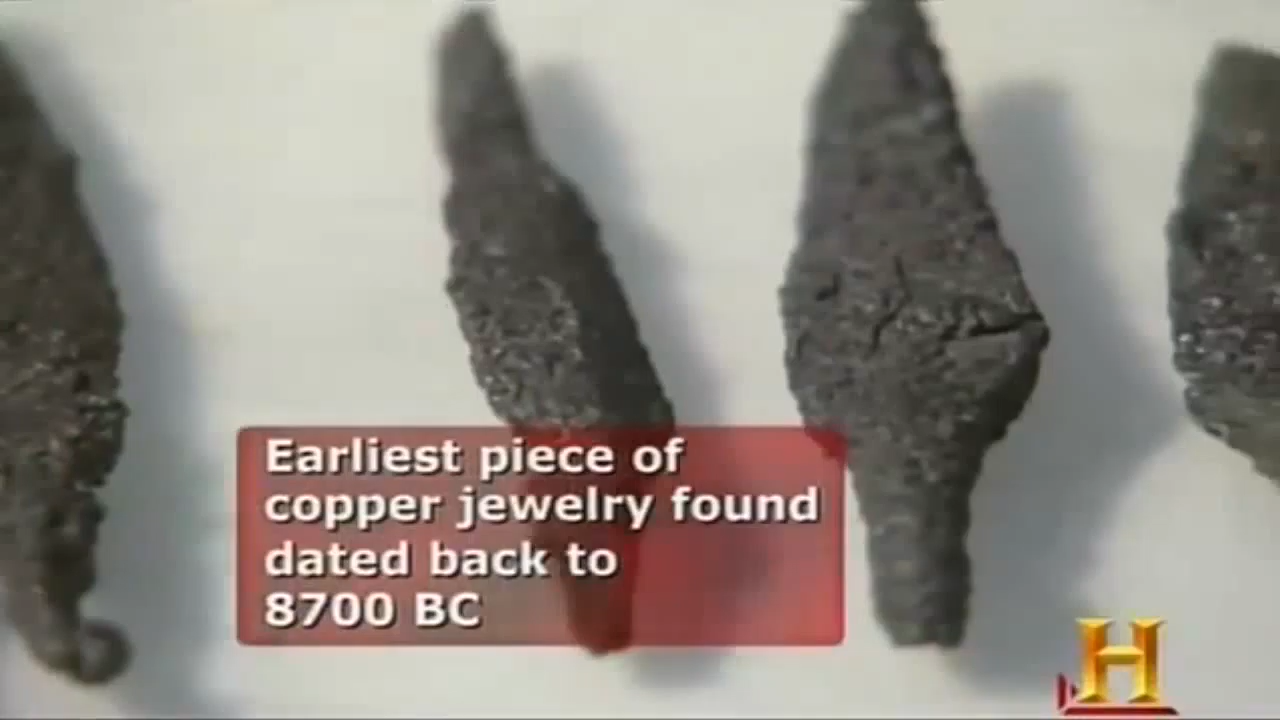 Earliest piece of
copper jewelry found
dated back to
8700 BC
H